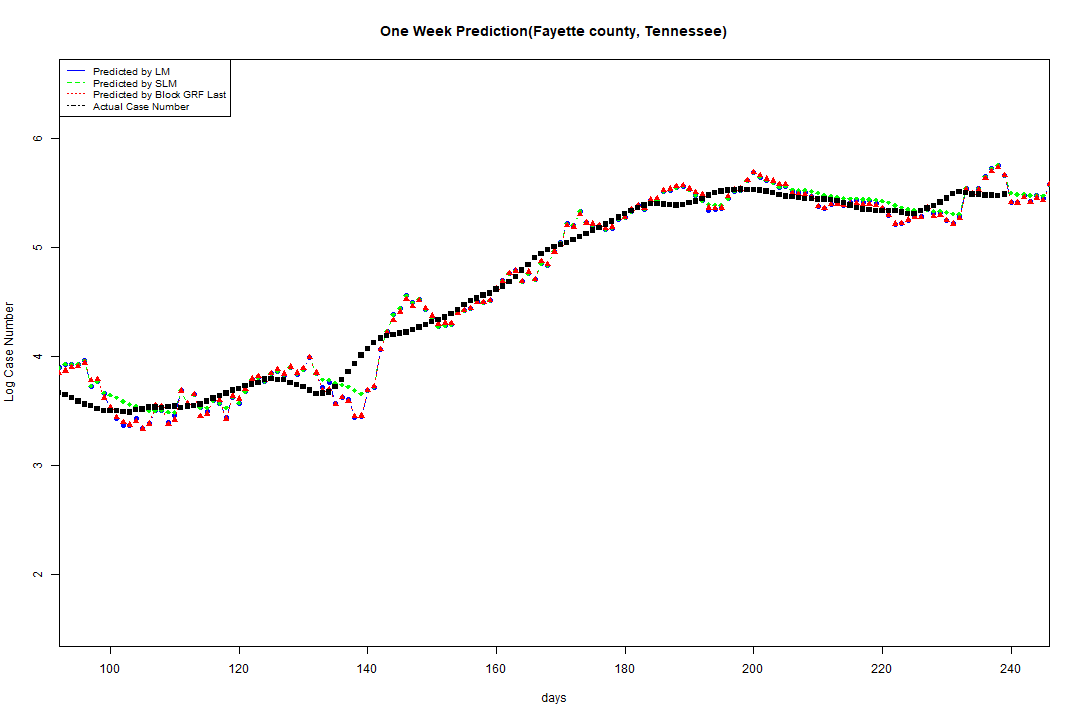 One Week Prediction(Fayette county, Tennessee)
Predicted by LM
Predicted by SLM
Predicted by Block GRF Last
Actual Case Number
Log Case Number
6
5
4
3
2
100 120 140 160 180 200 220 240
days